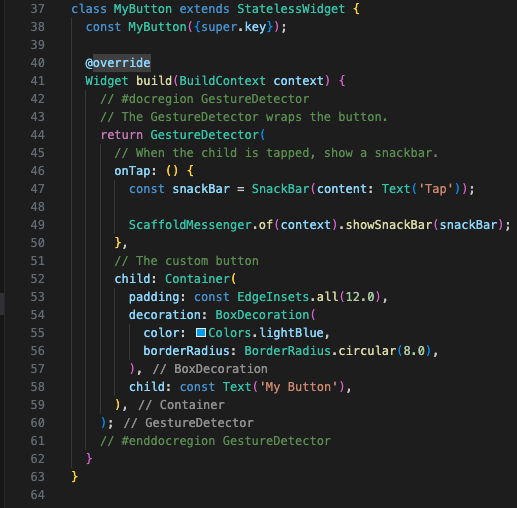 37 class MyButton extends StatelessWidget {
38   const MyButton({super.key});
39
40   @override
41   Widget build(BuildContext context) {
42     // #docregion GestureDetector
43     // The GestureDetector wraps the button.
44     return GestureDetector(
45       // When the child is tapped, show a snackbar.
46       onTap: () {
47         const snackBar = SnackBar(content: Text('Tap'));
48
49         ScaffoldMessenger.of(context).showSnackBar(snackBar);
50       },
51       // The custom button
52       child: Container(
53         padding: const EdgeInsets.all(12.0),
54         decoration: BoxDecoration(
55           color: Colors.lightBlue,
56           borderRadius: BorderRadius.circular(8.0),
57         ), // BoxDecoration
58         child: const Text('My Button'),
59       ), // Container
60     ); // GestureDetector
61     // #enddocregion GestureDetector
62   }
63 }
64